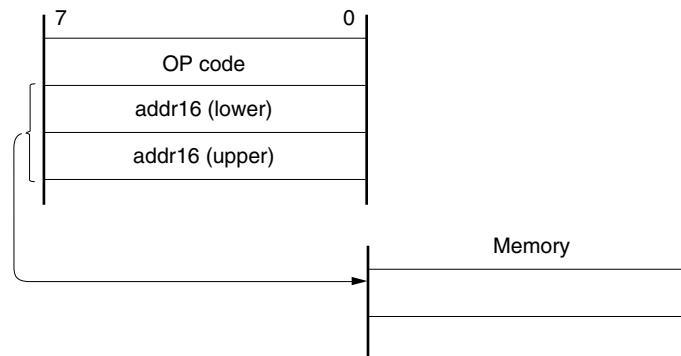 7 0
OP code
addr16 (lower)
addr16 (upper)
Memory